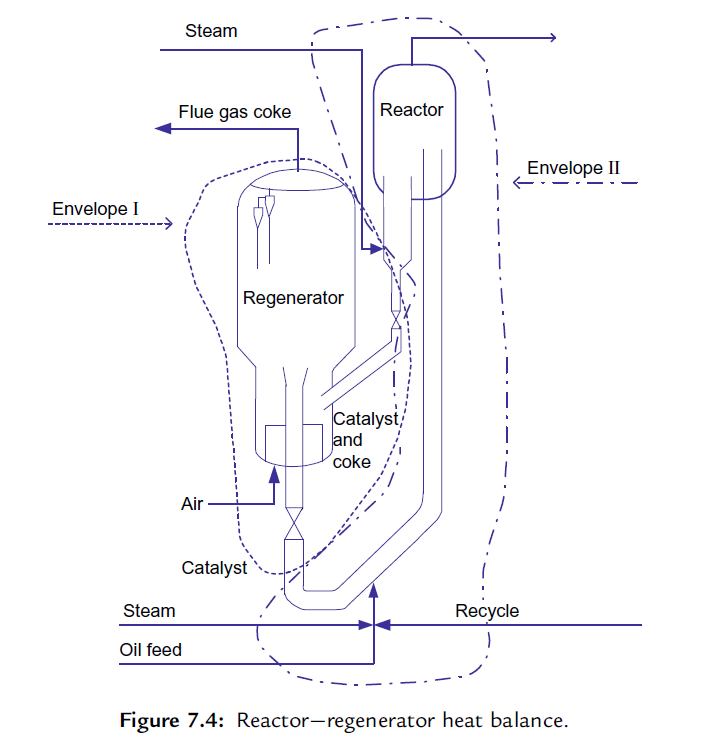 Steam
Reactor
Flue gas coke
Envelope II
Envelope I
Regenerator
Catalyst
and
coke
Air
Catalyst
Steam
Recycle
Oil feed
Figure 7.4: Reactor–regenerator heat balance.